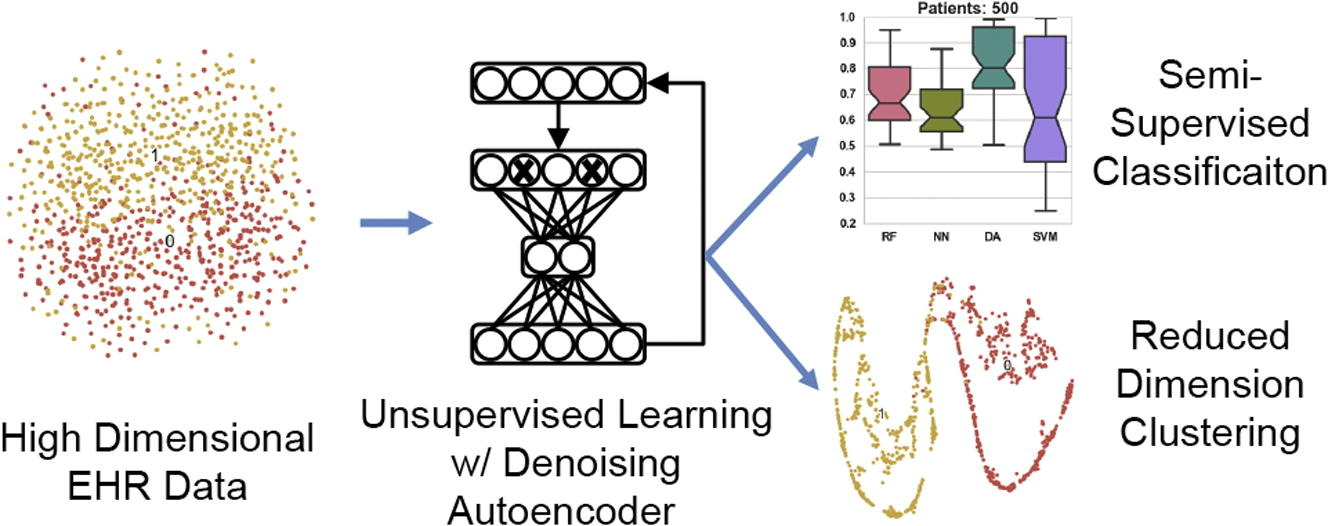 1
0
High Dimensional
EHR Data
X X
Unsupervised Learning
w/ Denoising
Autoencoder
Patients: 500
1.0
0.9
0.8
0.7
0.6
0.5
0.4
0.3
0.2
RF NN DA SVM
Semi-
Supervised
Classificaiton
0
1
Reduced
Dimension
Clustering